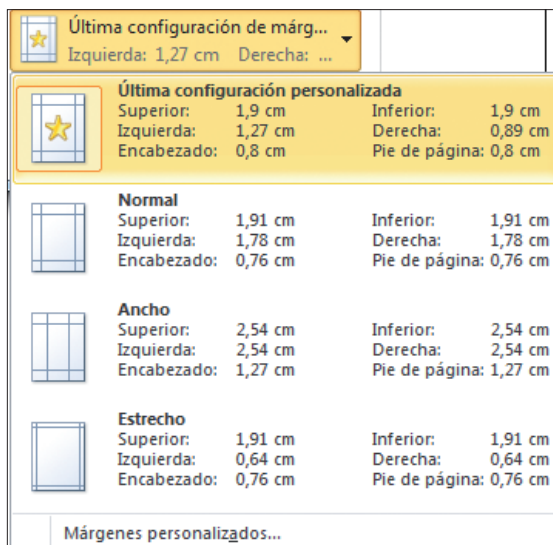 Última configuración de márg...
Izquierda: 1,27 cm Derecha: ...
Última configuración personalizada
Superior: 1,9 cm Inferior: 1,9 cm
Izquierda: 1,27 cm Derecha: 0,89 cm
Encabezado: 0,8 cm Pie de página: 0,8 cm
Normal
Superior: 1,91 cm Inferior: 1,91 cm
Izquierda: 1,78 cm Derecha: 1,78 cm
Encabezado: 0,76 cm Pie de página: 0,76 cm
Ancho
Superior: 2,54 cm Inferior: 2,54 cm
Izquierda: 2,54 cm Derecha: 2,54 cm
Encabezado: 1,27 cm Pie de página: 1,27 cm
Estrecho
Superior: 1,91 cm Inferior: 1,91 cm
Izquierda: 0,64 cm Derecha: 0,64 cm
Encabezado: 0,76 cm Pie de página: 0,76 cm
Márgenes personalizados...